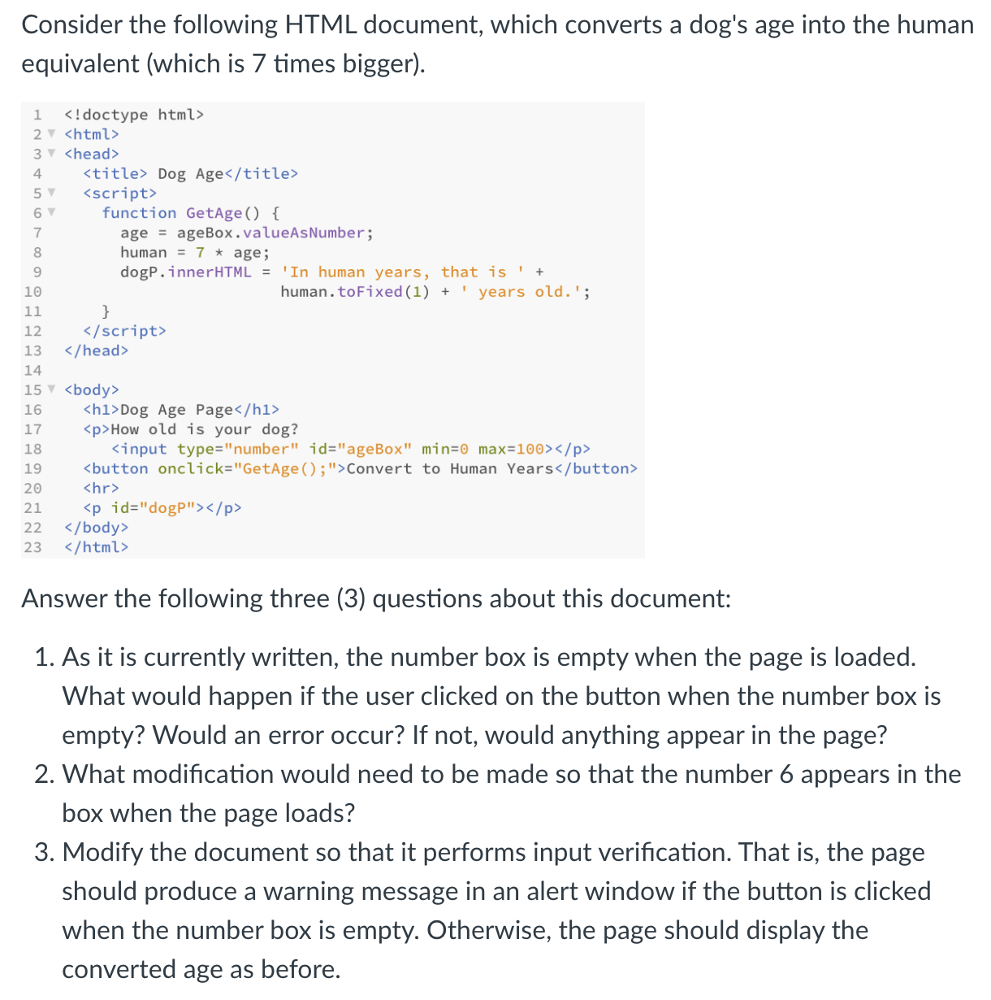 Consider the following HTML document, which converts a dog's age into the human
equivalent (which is 7 times bigger).
1 <!doctype html>
2 <html>
3 <head>
4   <title> Dog Age</title>
5   <script>
6     function GetAge() {
7       age = ageBox.valueAsNumber;
8       human = 7 * age;
9       dogP.innerHTML = 'In human years, that is ' +
10                        human.toFixed(1) + ' years old.';
11     }
12   </script>
13 </head>
14
15 <body>
16   <h1>Dog Age Page</h1>
17   <p>How old is your dog?
18      <input type="number" id="ageBox" min=0 max=100></p>
19   <button onclick="GetAge();">Convert to Human Years</button>
20   <hr>
21   <p id="dogP"></p>
22 </body>
23 </html>
Answer the following three (3) questions about this document:
1. As it is currently written, the number box is empty when the page is loaded.
What would happen if the user clicked on the button when the number box is
empty? Would an error occur? If not, would anything appear in the page?
2. What modification would need to be made so that the number 6 appears in the
box when the page loads?
3. Modify the document so that it performs input verification. That is, the page
should produce a warning message in an alert window if the button is clicked
when the number box is empty. Otherwise, the page should display the
converted age as before.